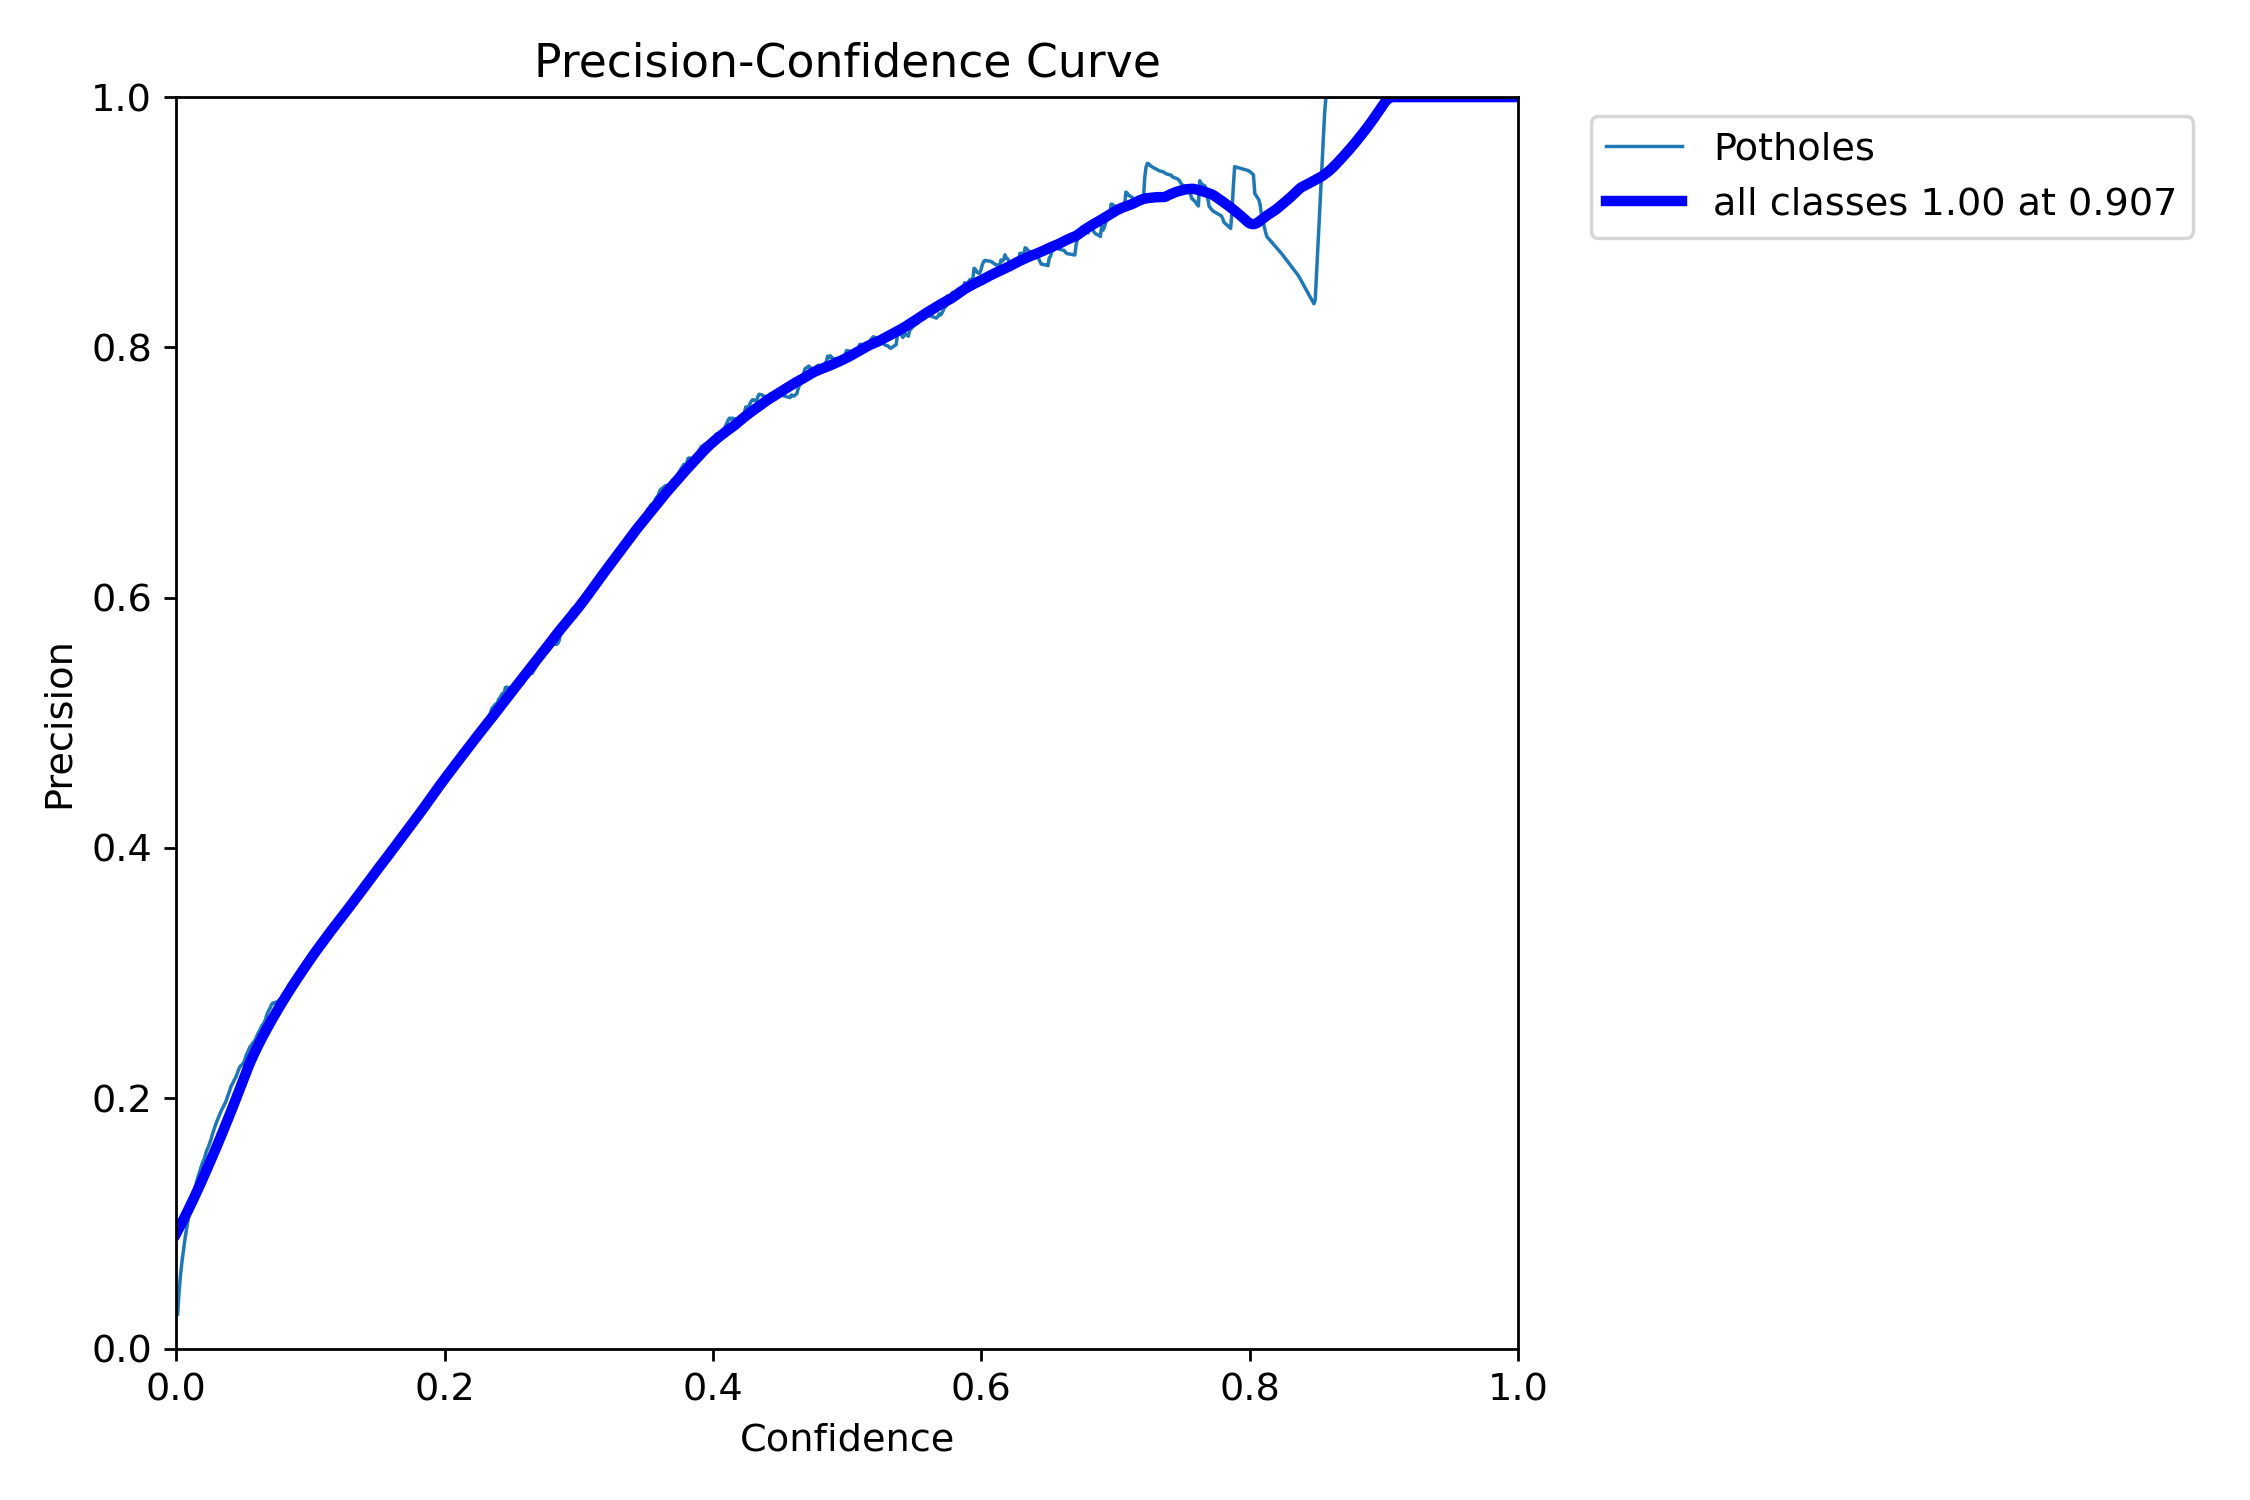 Precision-Confidence Curve
Potholes
all classes 1.00 at 0.907
1.0
0.8
0.6
0.4
0.2
0.0
Precision
0.0 0.2 0.4 0.6 0.8 1.0
Confidence